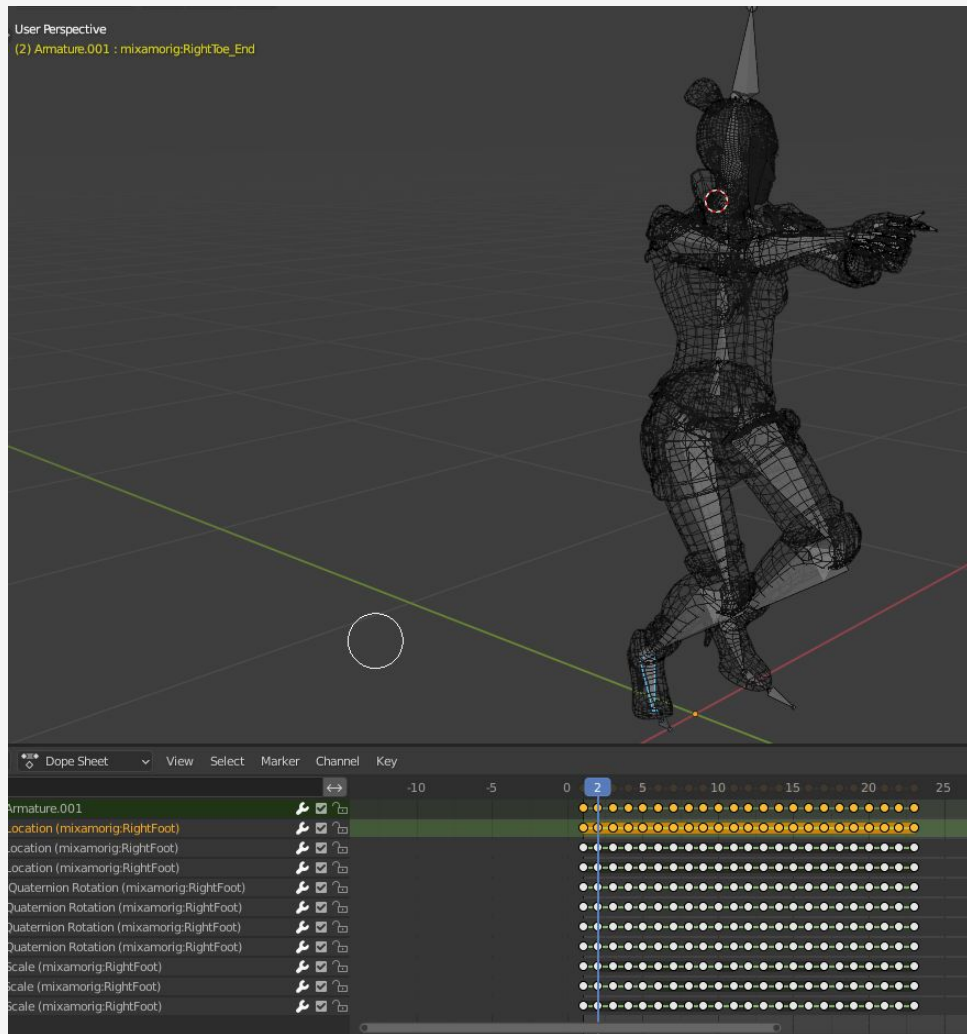 User Perspective
(2) Armature.001 : mixamorig:RightToe_End
Dope Sheet View Select Marker Channel Key
-10 -5 0 2 5 10 15 20 25
Armature.001
Location (mixamorig:RightFoot)
Location (mixamorig:RightFoot)
Location (mixamorig:RightFoot)
Quaternion Rotation (mixamorig:RightFoot)
Quaternion Rotation (mixamorig:RightFoot)
Quaternion Rotation (mixamorig:RightFoot)
Quaternion Rotation (mixamorig:RightFoot)
Scale (mixamorig:RightFoot)
Scale (mixamorig:RightFoot)
Scale (mixamorig:RightFoot)